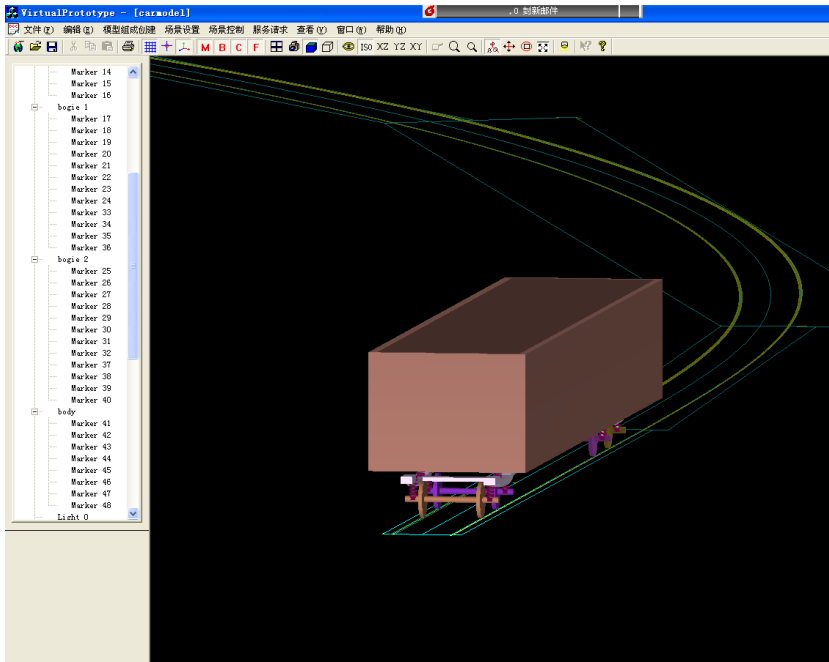 VirtualPrototype - [carmodel]
.0 封新邮件
文件(F) 编辑(E) 模型组成创建 场景设置 场景控制 服务请求 查看(V) 窗口(W) 帮助(H)
M B C F ISO XZ YZ XY
Marker 14
Marker 15
Marker 16
bogie 1
Marker 17
Marker 18
Marker 19
Marker 20
Marker 21
Marker 22
Marker 23
Marker 24
Marker 33
Marker 34
Marker 35
Marker 36
bogie 2
Marker 25
Marker 26
Marker 27
Marker 28
Marker 29
Marker 30
Marker 31
Marker 32
Marker 37
Marker 38
Marker 39
Marker 40
body
Marker 41
Marker 42
Marker 43
Marker 44
Marker 45
Marker 46
Marker 47
Marker 48
Light 0